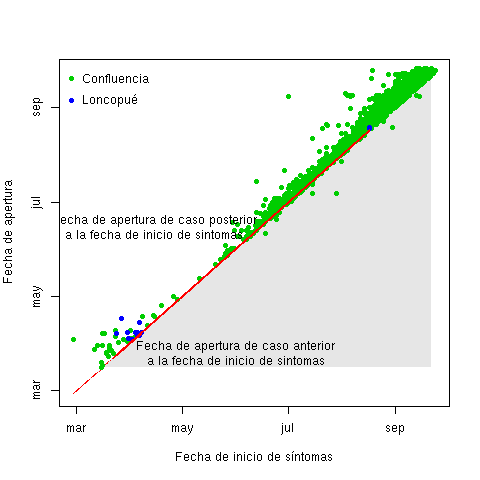 Confluencia
Loncopué
echa de apertura de caso posterior
a la fecha de inicio de sintomas
Fecha de apertura de caso anterior
a la fecha de inicio de sintomas
Fecha de apertura
mar
may
jul
sep
mar
may
jul
sep
Fecha de inicio de síntomas